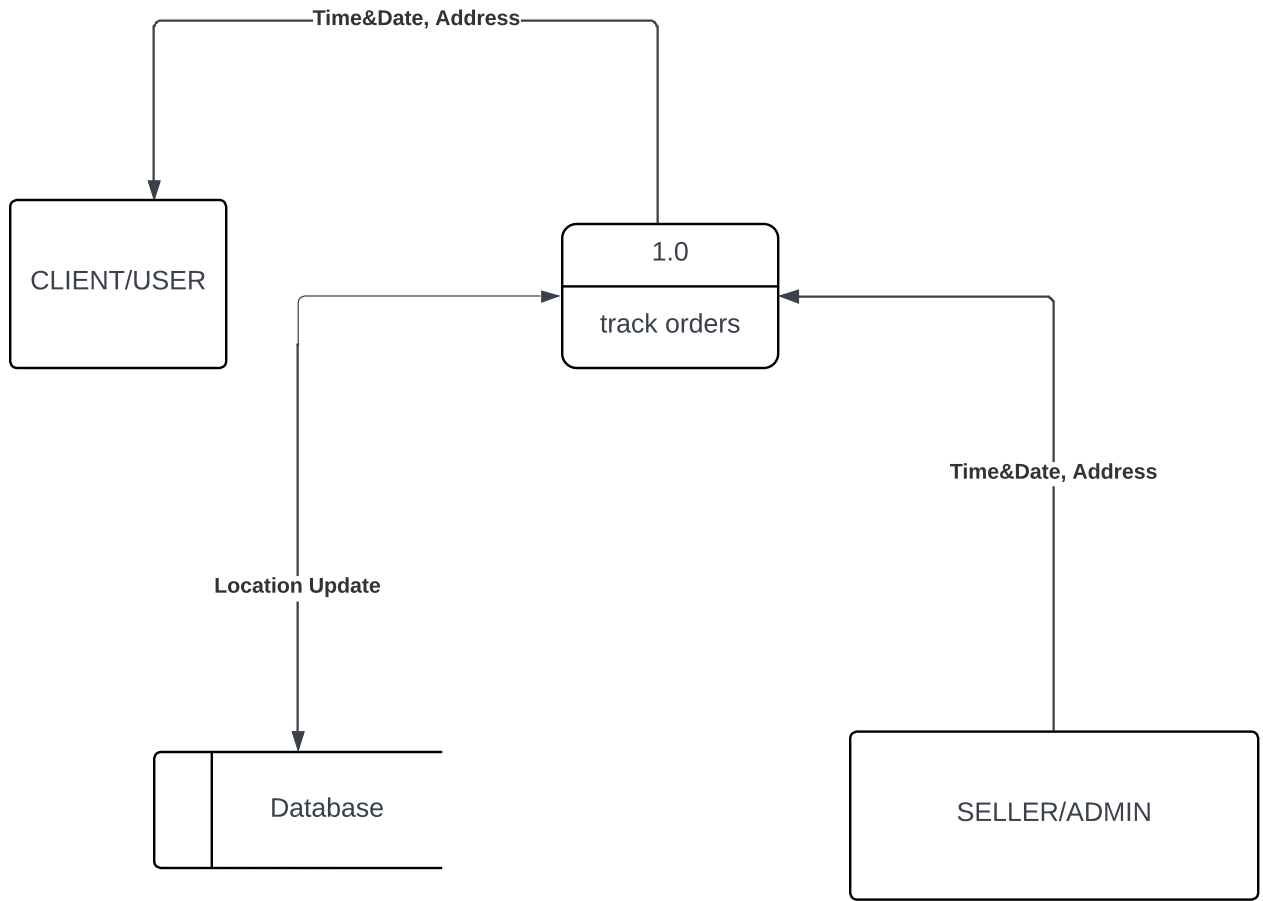 Time&Date, Address
CLIENT/USER
1.0
track orders
Time&Date, Address
Location Update
Database
SELLER/ADMIN